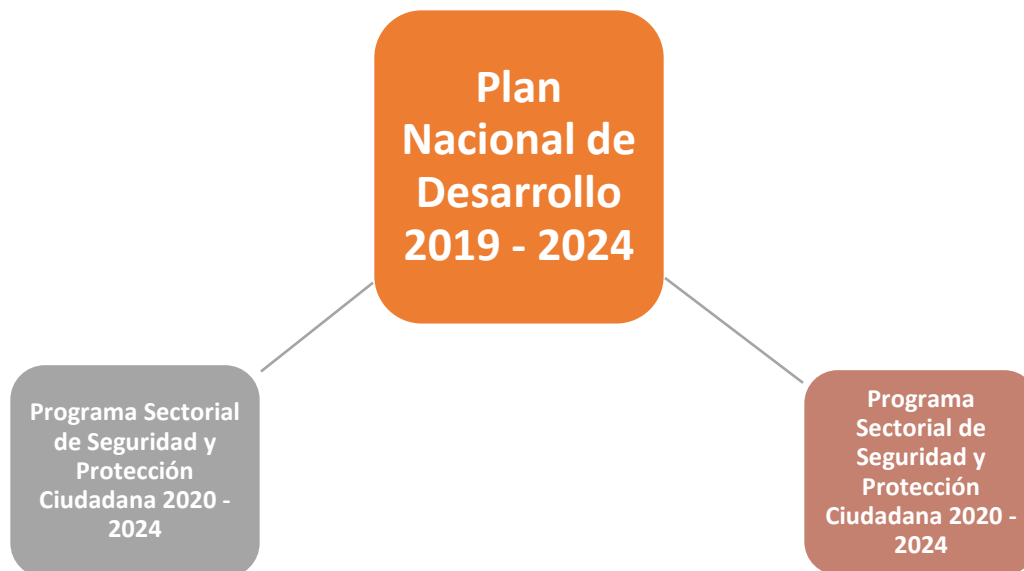 Plan
Nacional de
Desarrollo
2019 - 2024
Programa Sectorial
de Seguridad y
Protección
Ciudadana 2020 -
2024
Programa
Sectorial de
Seguridad y
Protección
Ciudadana 2020 -
2024